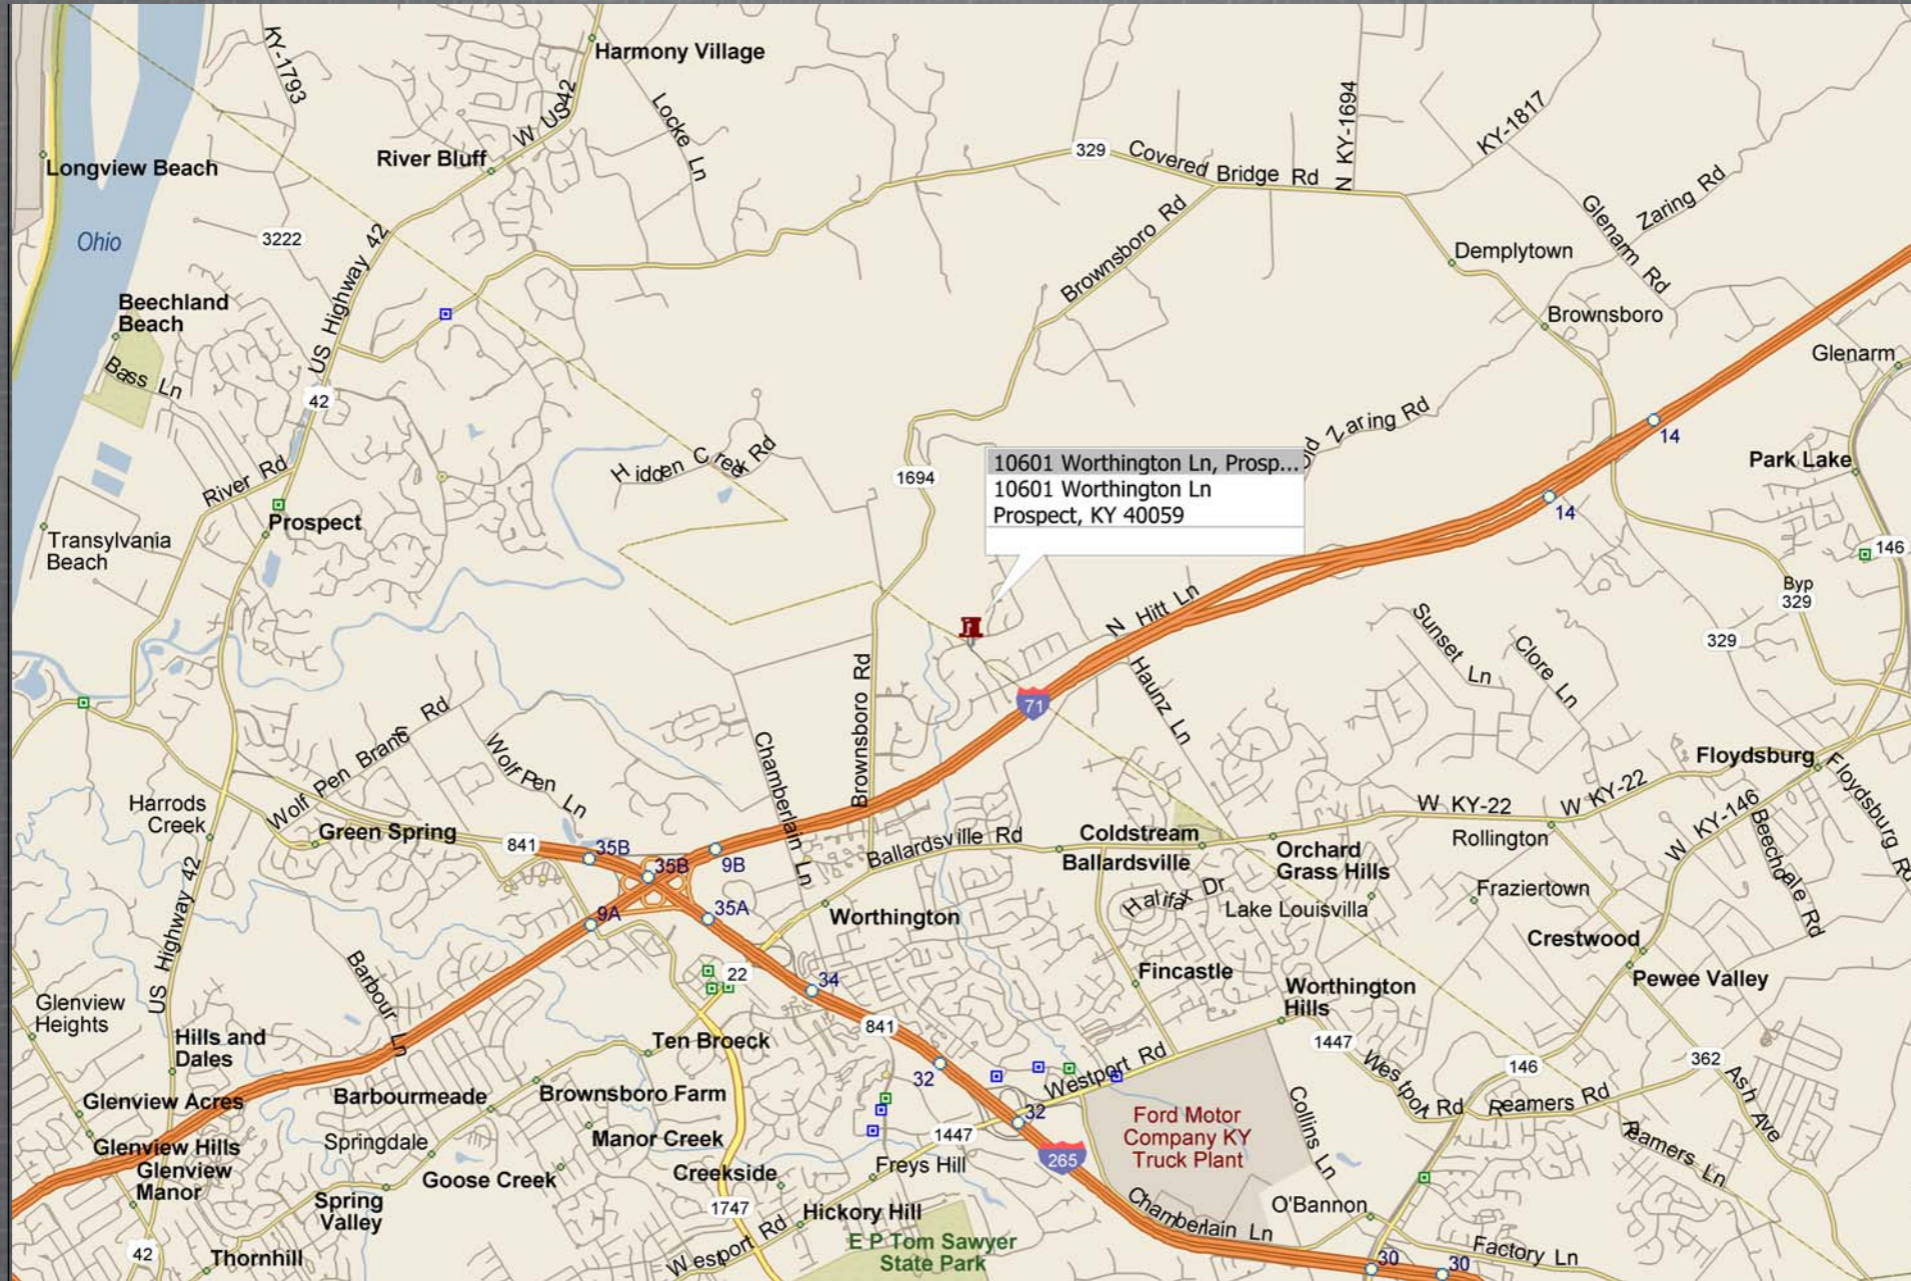 KY-1793
Harmony Village
W US 42
Locke Ln
River Bluff
Longview Beach
329
Covered Bridge Rd
N KY-1694
KY-1817
Zaring Rd
Glenarm Rd
Ohio
3222
US Highway 42
Brownsboro Rd
Demplytown
Beechland
Beach
Brownsboro
Glenarm
Bass Ln
42
Hidden Creek Rd
Old Zaring Rd
14
1694
10601 Worthington Ln, Prosp...
10601 Worthington Ln
Prospect, KY 40059
Park Lake
River Rd
14
Prospect
Transylvania
Beach
146
Byp
329
N Hitt Ln
Sunset Ln
Clore Ln
329
Haunz Ln
Brownsboro Rd
71
Wolf Pen Branc Rd
Wolf Pen Ln
Chamberlain Ln
Floydsburg
Floydsburg Rd
Harrods
Creek
Green Spring
841
35B
35B
9B
Ballardsville Rd
Coldstream
Ballardsville
W KY-22
W KY-22
Rollington
W KY-146
Beechdale Rd
Orchard
Grass Hills
US Highway 42
9A
35A
Worthington
Halifax Dr
Lake Louisvilla
Fraziertown
Crestwood
Barbour Ln
22
34
Fincastle
Pewee Valley
Worthington
Hills
Glenview
Heights
Hills and
Dales
Ten Broeck
841
1447
Westport Rd
32
146
362
Ash Ave
Glenview Acres
Barbourmeade
Brownsboro Farm
Westport Rd
Reamers Rd
32
Ford Motor
Company KY
Truck Plant
Collins Ln
Glenview Hills
Springdale
Manor Creek
1447
265
Reamers Ln
Glenview
Manor
Goose Creek
Creekside
Freys Hill
Spring
Valley
1747
Hickory Hill
Chamberlain Ln
O'Bannon
42
Thornhill
Westport Rd
E P Tom Sawyer
State Park
30
30
Factory Ln